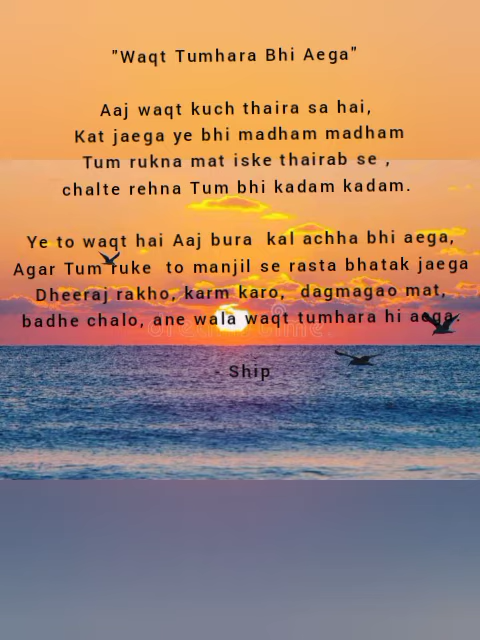 "Waqt Tumhara Bhi Aega"
Aaj waqt kuch thaira sa hai,
Kat jaega ye bhi madham madham
Tum rukna mat iske thairab se ,
chalte rehna Tum bhi kadam kadam.
Ye to waqt hai Aaj bura kal achha bhi aega,
Agar Tum ruke to manjil se rasta bhatak jaega
Dheeraj rakho, karm karo, dagmagao mat,
badhe chalo, ane wala waqt tumhara hi aega.
- Ship